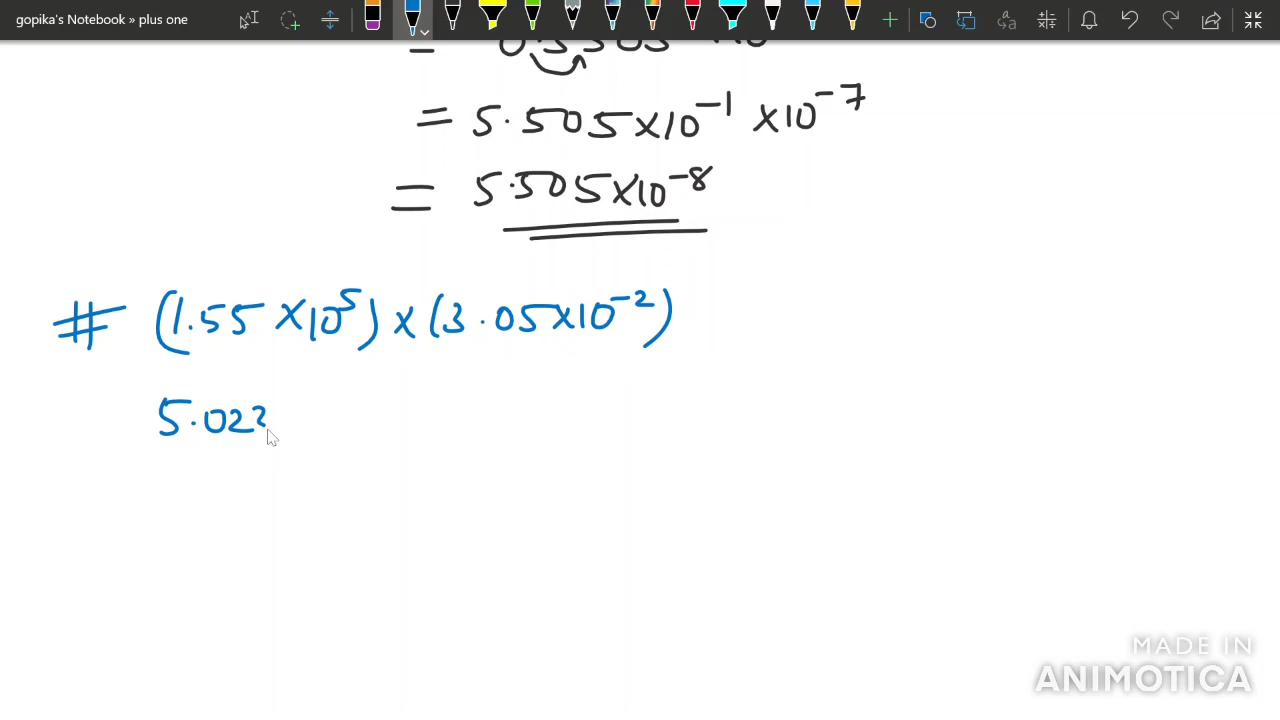 gopika's Notebook » plus one
= 5.505×10⁻¹ ×10⁻⁷
= 5.505×10⁻⁸
# (1.55 ×10⁵) × (3.05×10⁻²)
5.022
MADE IN
ANIMOTICA